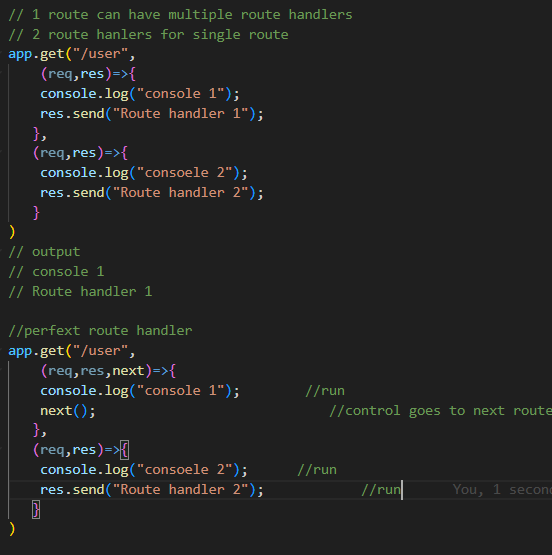 // 1 route can have multiple route handlers
// 2 route hanlers for single route
app.get("/user",
(req,res)=>{
console.log("console 1");
res.send("Route handler 1");
},
(req,res)=>{
console.log("consoele 2");
res.send("Route handler 2");
}
)
// output
// console 1
// Route handler 1
//perfext route handler
app.get("/user",
(req,res,next)=>{
console.log("console 1"); //run
next(); //control goes to next route
},
(req,res)=>{
console.log("consoele 2"); //run
res.send("Route handler 2"); //run You, 1 
}
)